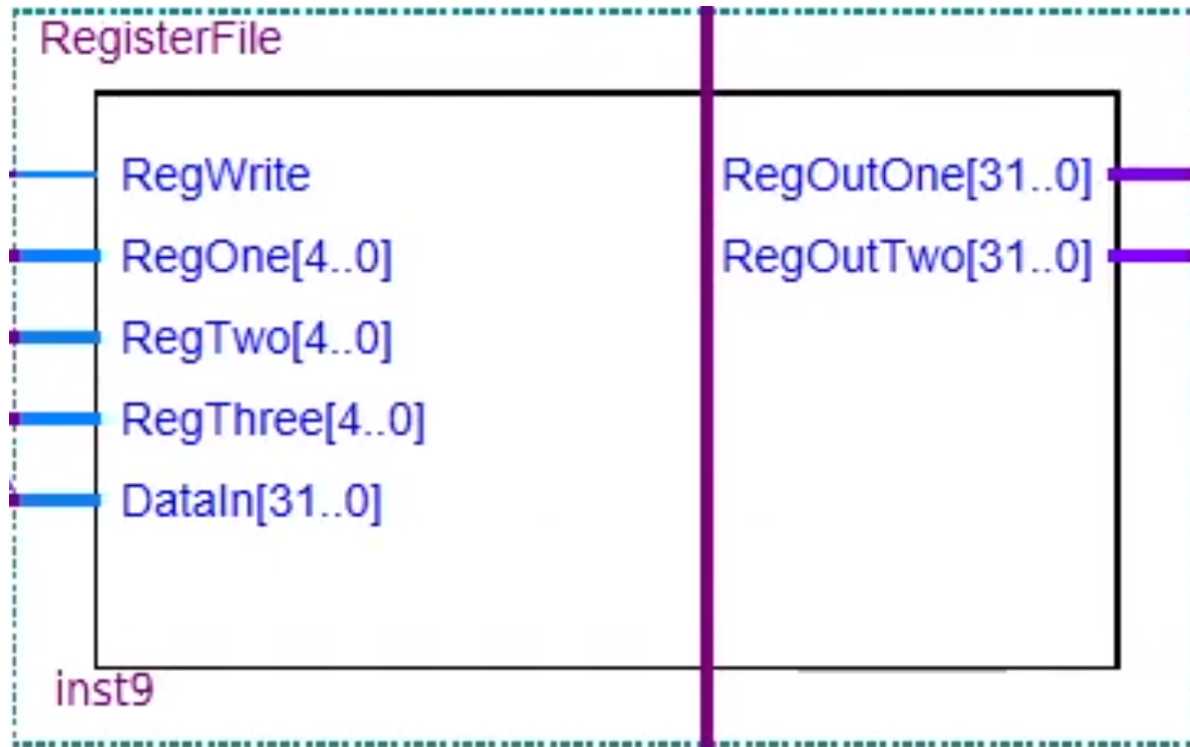 RegisterFile
RegWrite
RegOutOne[31..0]
RegOne[4..0]
RegOutTwo[31..0]
RegTwo[4..0]
RegThree[4..0]
DataIn[31..0]
inst9